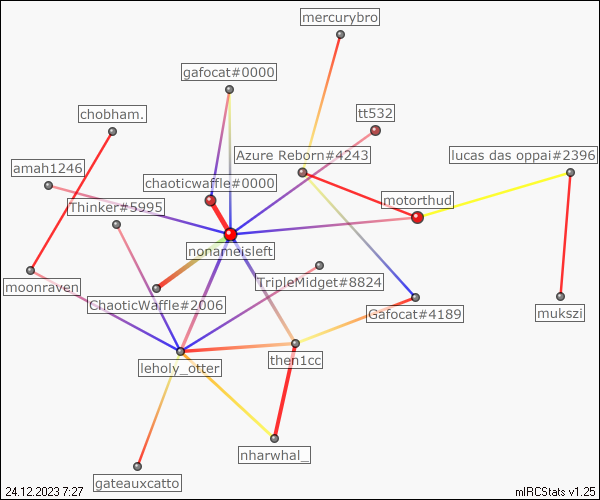 mercurybro
gafocat#0000
chobham.
tt532
Azure Reborn#4243
lucas das oppai#2396
amah1246
chaoticwaffle#0000
motorthud
Thinker#5995
nonameisleft
TripleMidget#8824
moonraven
ChaoticWaffle#2006
Gafocat#4189
mukszi
leholy_otter
then1cc
nharwhal_
gateauxcatto
24.12.2023 7:27
mIRCStats v1.25